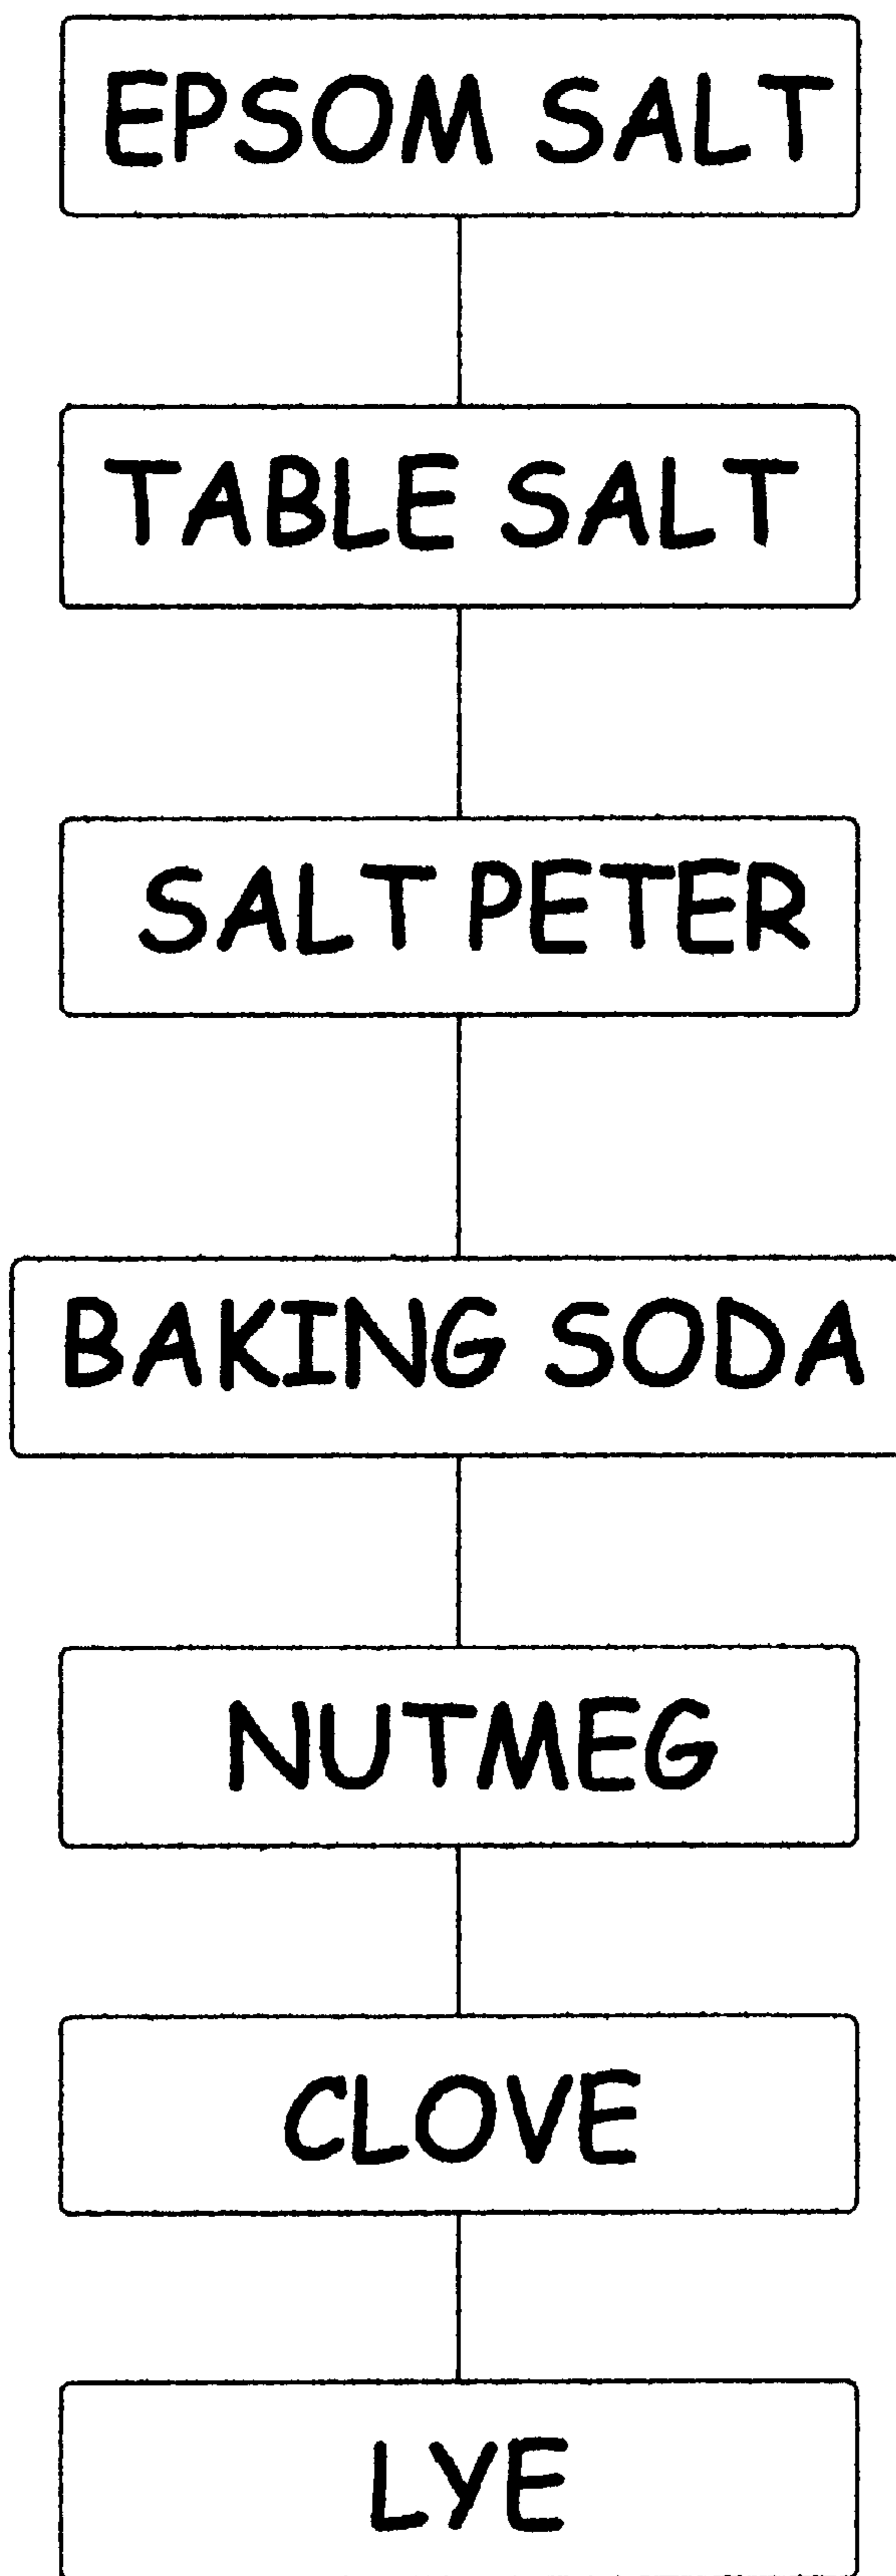 EPSOM SALT
TABLE SALT
SALT PETER
BAKING SODA
NUTMEG
CLOVE
LYE